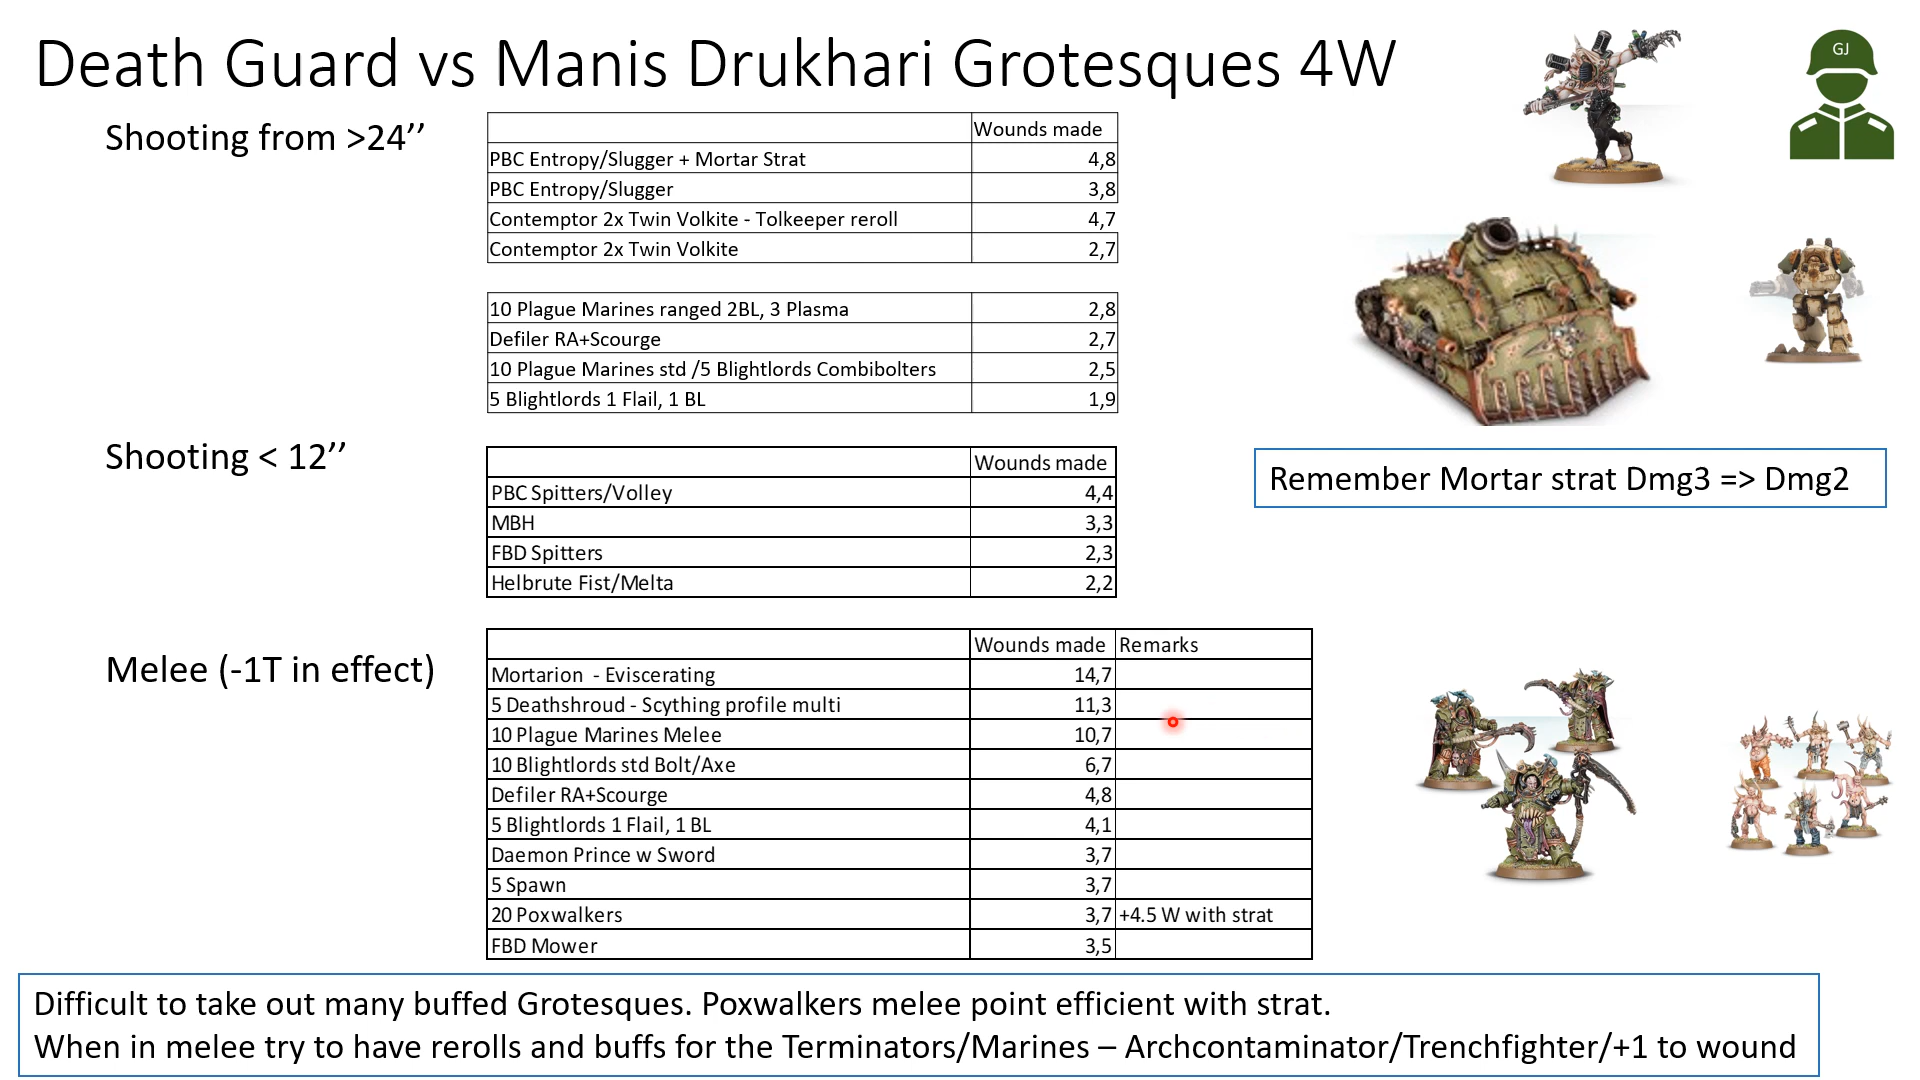 Death Guard vs Manis Drukhari Grotesques 4W
GJ
Shooting from >24’’
Wounds made
PBC Entropy/Slugger + Mortar Strat 4,8
PBC Entropy/Slugger 3,8
Contemptor 2x Twin Volkite - Tolkeeper reroll 4,7
Contemptor 2x Twin Volkite 2,7
10 Plague Marines ranged 2BL, 3 Plasma 2,8
Defiler RA+Scourge 2,7
10 Plague Marines std /5 Blightlords Combibolters 2,5
5 Blightlords 1 Flail, 1 BL 1,9
Shooting < 12’’
Wounds made
PBC Spitters/Volley 4,4
MBH 3,3
FBD Spitters 2,3
Helbrute Fist/Melta 2,2
Remember Mortar strat Dmg3 => Dmg2
Melee (-1T in effect)
Wounds made Remarks
Mortarion - Eviscerating 14,7
5 Deathshroud - Scything profile multi 11,3
10 Plague Marines Melee 10,7
10 Blightlords std Bolt/Axe 6,7
Defiler RA+Scourge 4,8
5 Blightlords 1 Flail, 1 BL 4,1
Daemon Prince w Sword 3,7
5 Spawn 3,7
20 Poxwalkers 3,7 +4.5 W with strat
FBD Mower 3,5
Difficult to take out many buffed Grotesques. Poxwalkers melee point efficient with strat.
When in melee try to have rerolls and buffs for the Terminators/Marines – Archcontaminator/Trenchfighter/+1 to wound